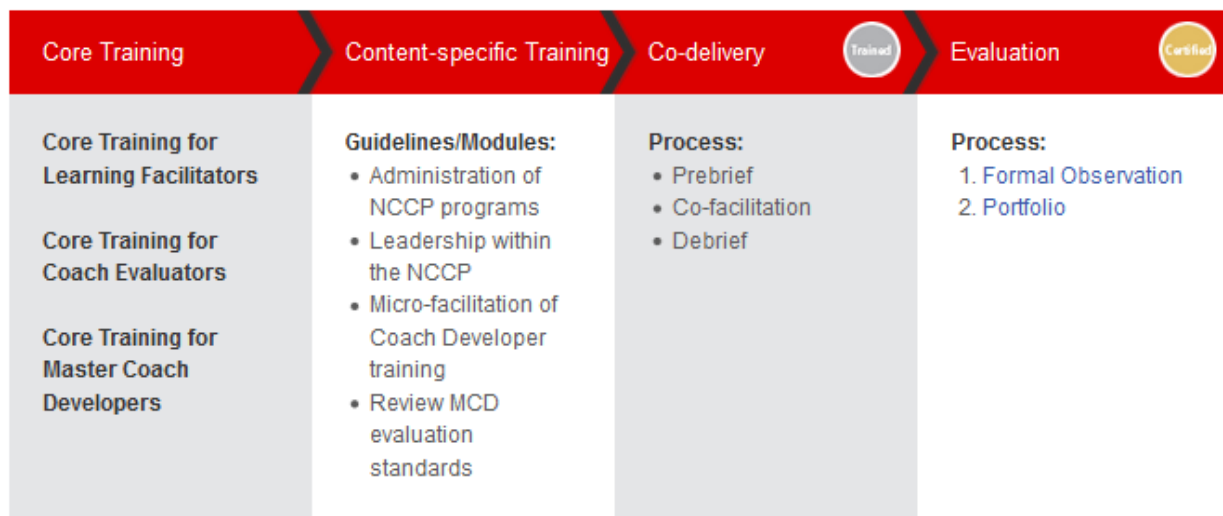 Core Training
Content-specific Training
Co-delivery
Trained
Evaluation
Certified
Core Training for
Learning Facilitators
Core Training for
Coach Evaluators
Core Training for
Master Coach
Developers
Guidelines/Modules:
• Administration of
NCCP programs
• Leadership within
the NCCP
• Micro-facilitation of
Coach Developer
training
• Review MCD
evaluation
standards
Process:
• Prebrief
• Co-facilitation
• Debrief
Process:
1. Formal Observation
2. Portfolio